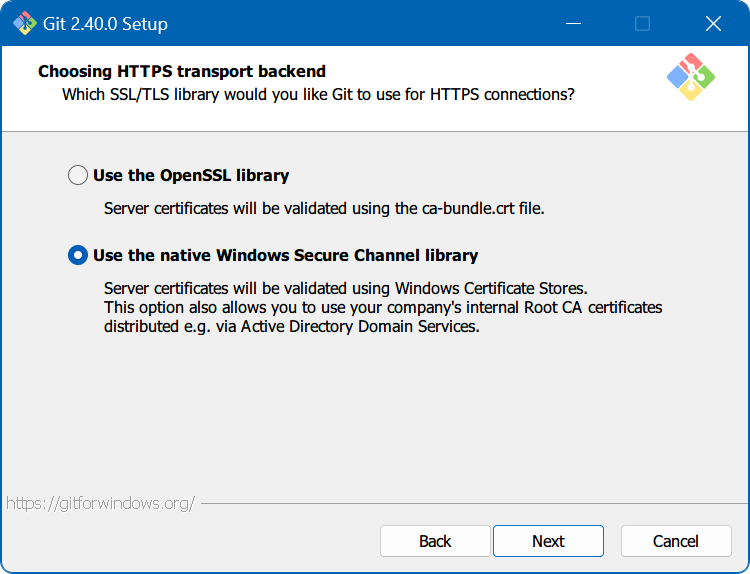 Git 2.40.0 Setup
Choosing HTTPS transport backend
Which SSL/TLS library would you like Git to use for HTTPS connections?
Use the OpenSSL library
Server certificates will be validated using the ca-bundle.crt file.
Use the native Windows Secure Channel library
Server certificates will be validated using Windows Certificate Stores.
This option also allows you to use your company's internal Root CA certificates
distributed e.g. via Active Directory Domain Services.
https://gitforwindows.org/
Back Next Cancel